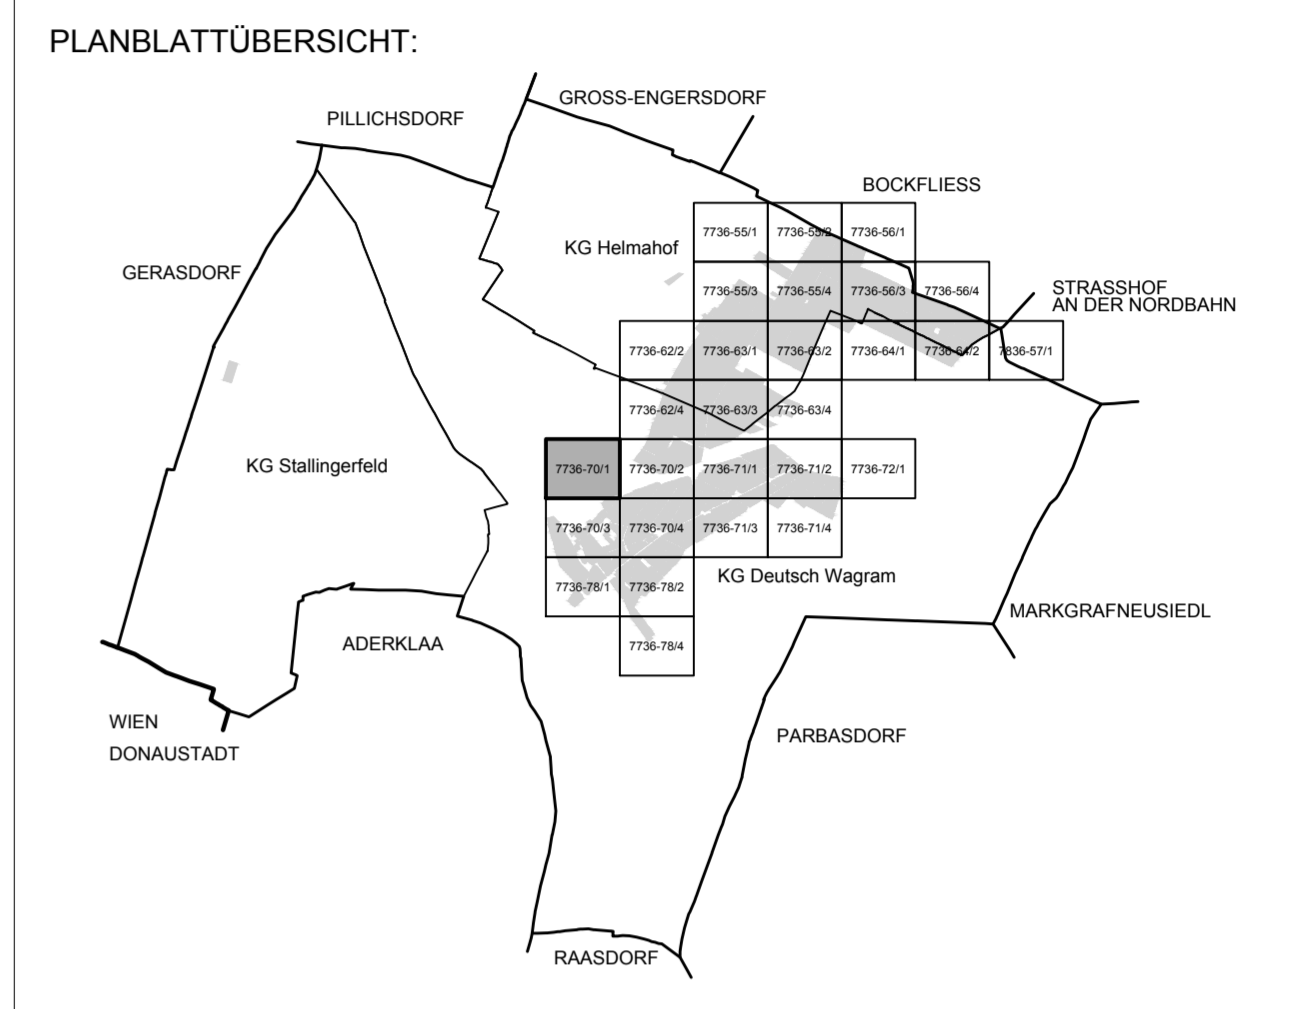 PLANBLATTÜBERSICHT:
GROSS-ENGERSDORF
PILLICHSDORF
BOCKFLIESS
KG Helmahof
7736-55/1 7736-55/2 7736-56/1
GERASDORF
STRASSHOF
AN DER NORDBAHN
7736-55/3 7736-55/4 7736-56/3 7736-56/4
7736-62/2 7736-63/1 7736-63/2 7736-64/1 7736-64/2 7836-57/1
7736-62/4 7736-63/3 7736-63/4
KG Stallingerfeld
7736-70/1 7736-70/2 7736-71/1 7736-71/2 7736-72/1
7736-70/3 7736-70/4 7736-71/3 7736-71/4
KG Deutsch Wagram
7736-78/1 7736-78/2
MARKGRAFNEUSIEDL
ADERKLAA
7736-78/4
WIEN
DONAUSTADT
PARBASDORF
RAASDORF